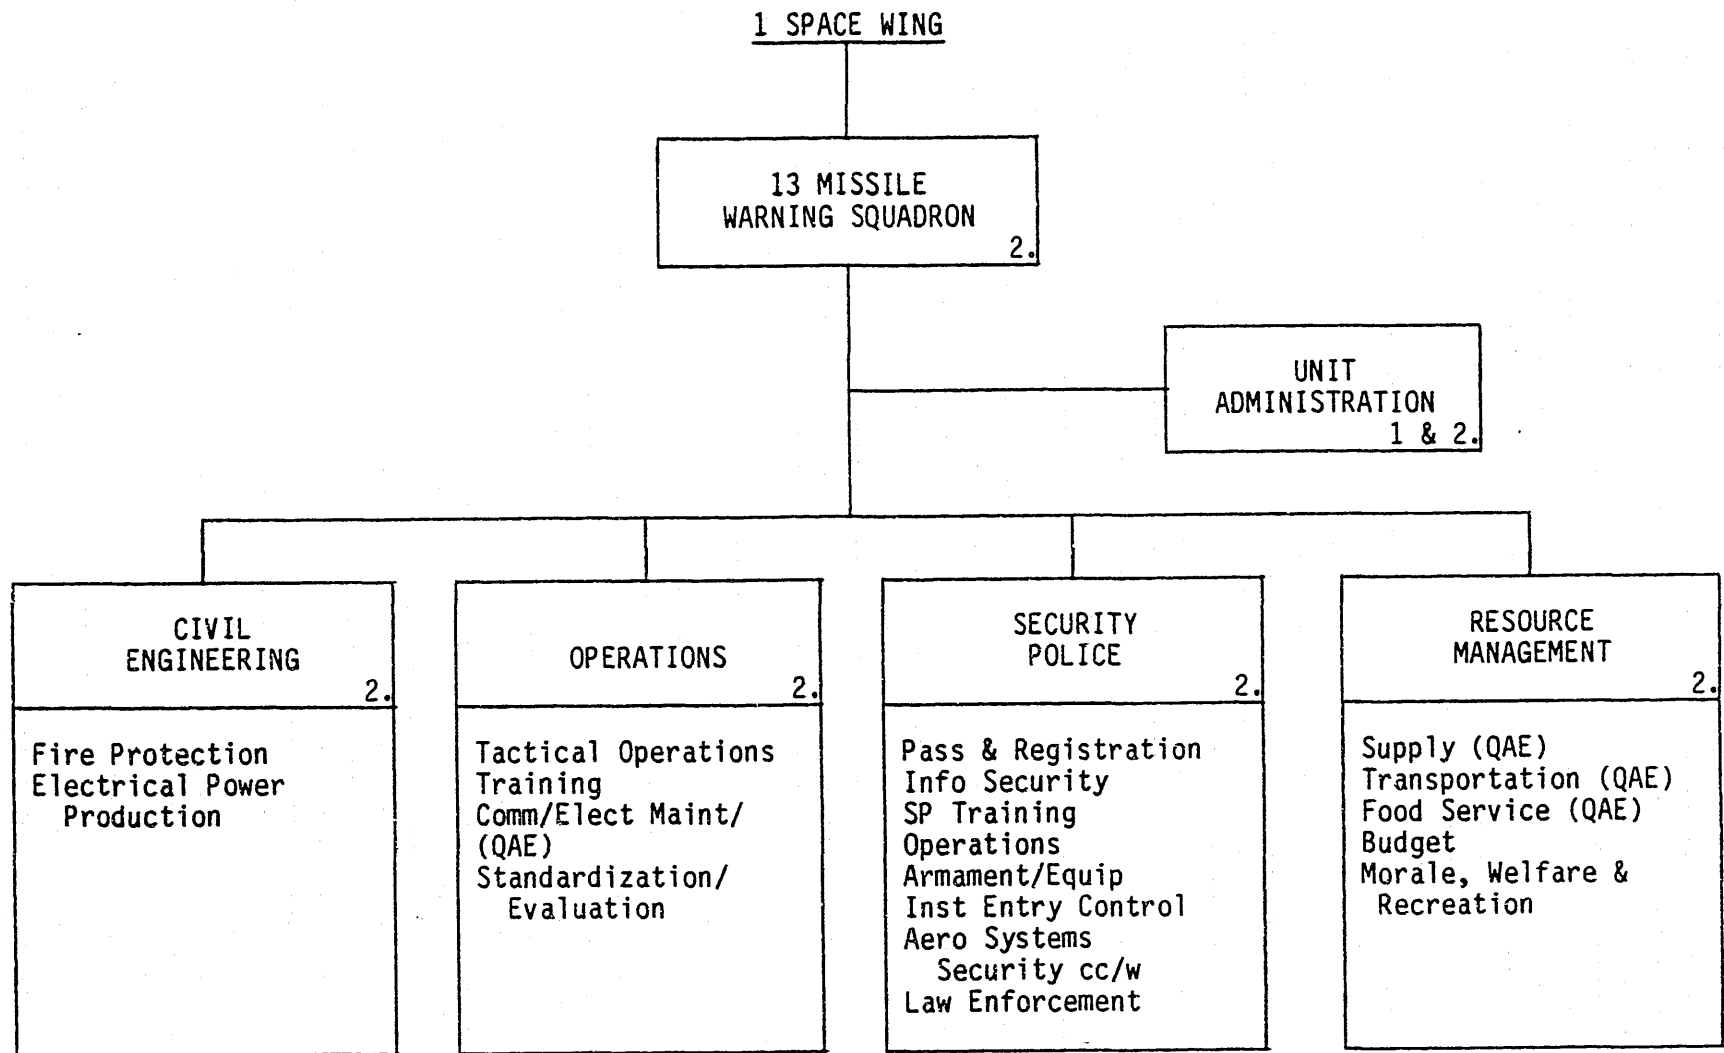 1 SPACE WING
13 MISSILE
WARNING SQUADRON
2.
UNIT
ADMINISTRATION
1 & 2.
CIVIL
ENGINEERING
2.
Fire Protection
Electrical Power
Production
OPERATIONS
2.
Tactical Operations
Training
Comm/Elect Maint/
(QAE)
Standardization/
Evaluation
SECURITY
POLICE
2.
Pass & Registration
Info Security
SP Training
Operations
Armament/Equip
Inst Entry Control
Aero Systems
Security cc/w
Law Enforcement
RESOURCE
MANAGEMENT
2.
Supply (QAE)
Transportation (QAE)
Food Service (QAE)
Budget
Morale, Welfare &
Recreation